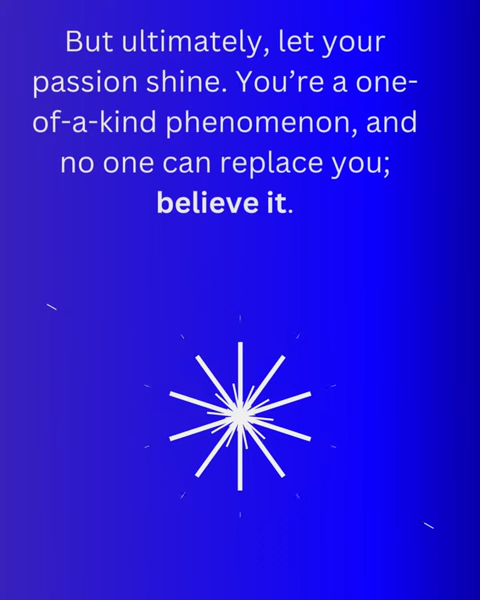 But ultimately, let your
passion shine. You’re a one-
of-a-kind phenomenon, and
no one can replace you;
believe it.